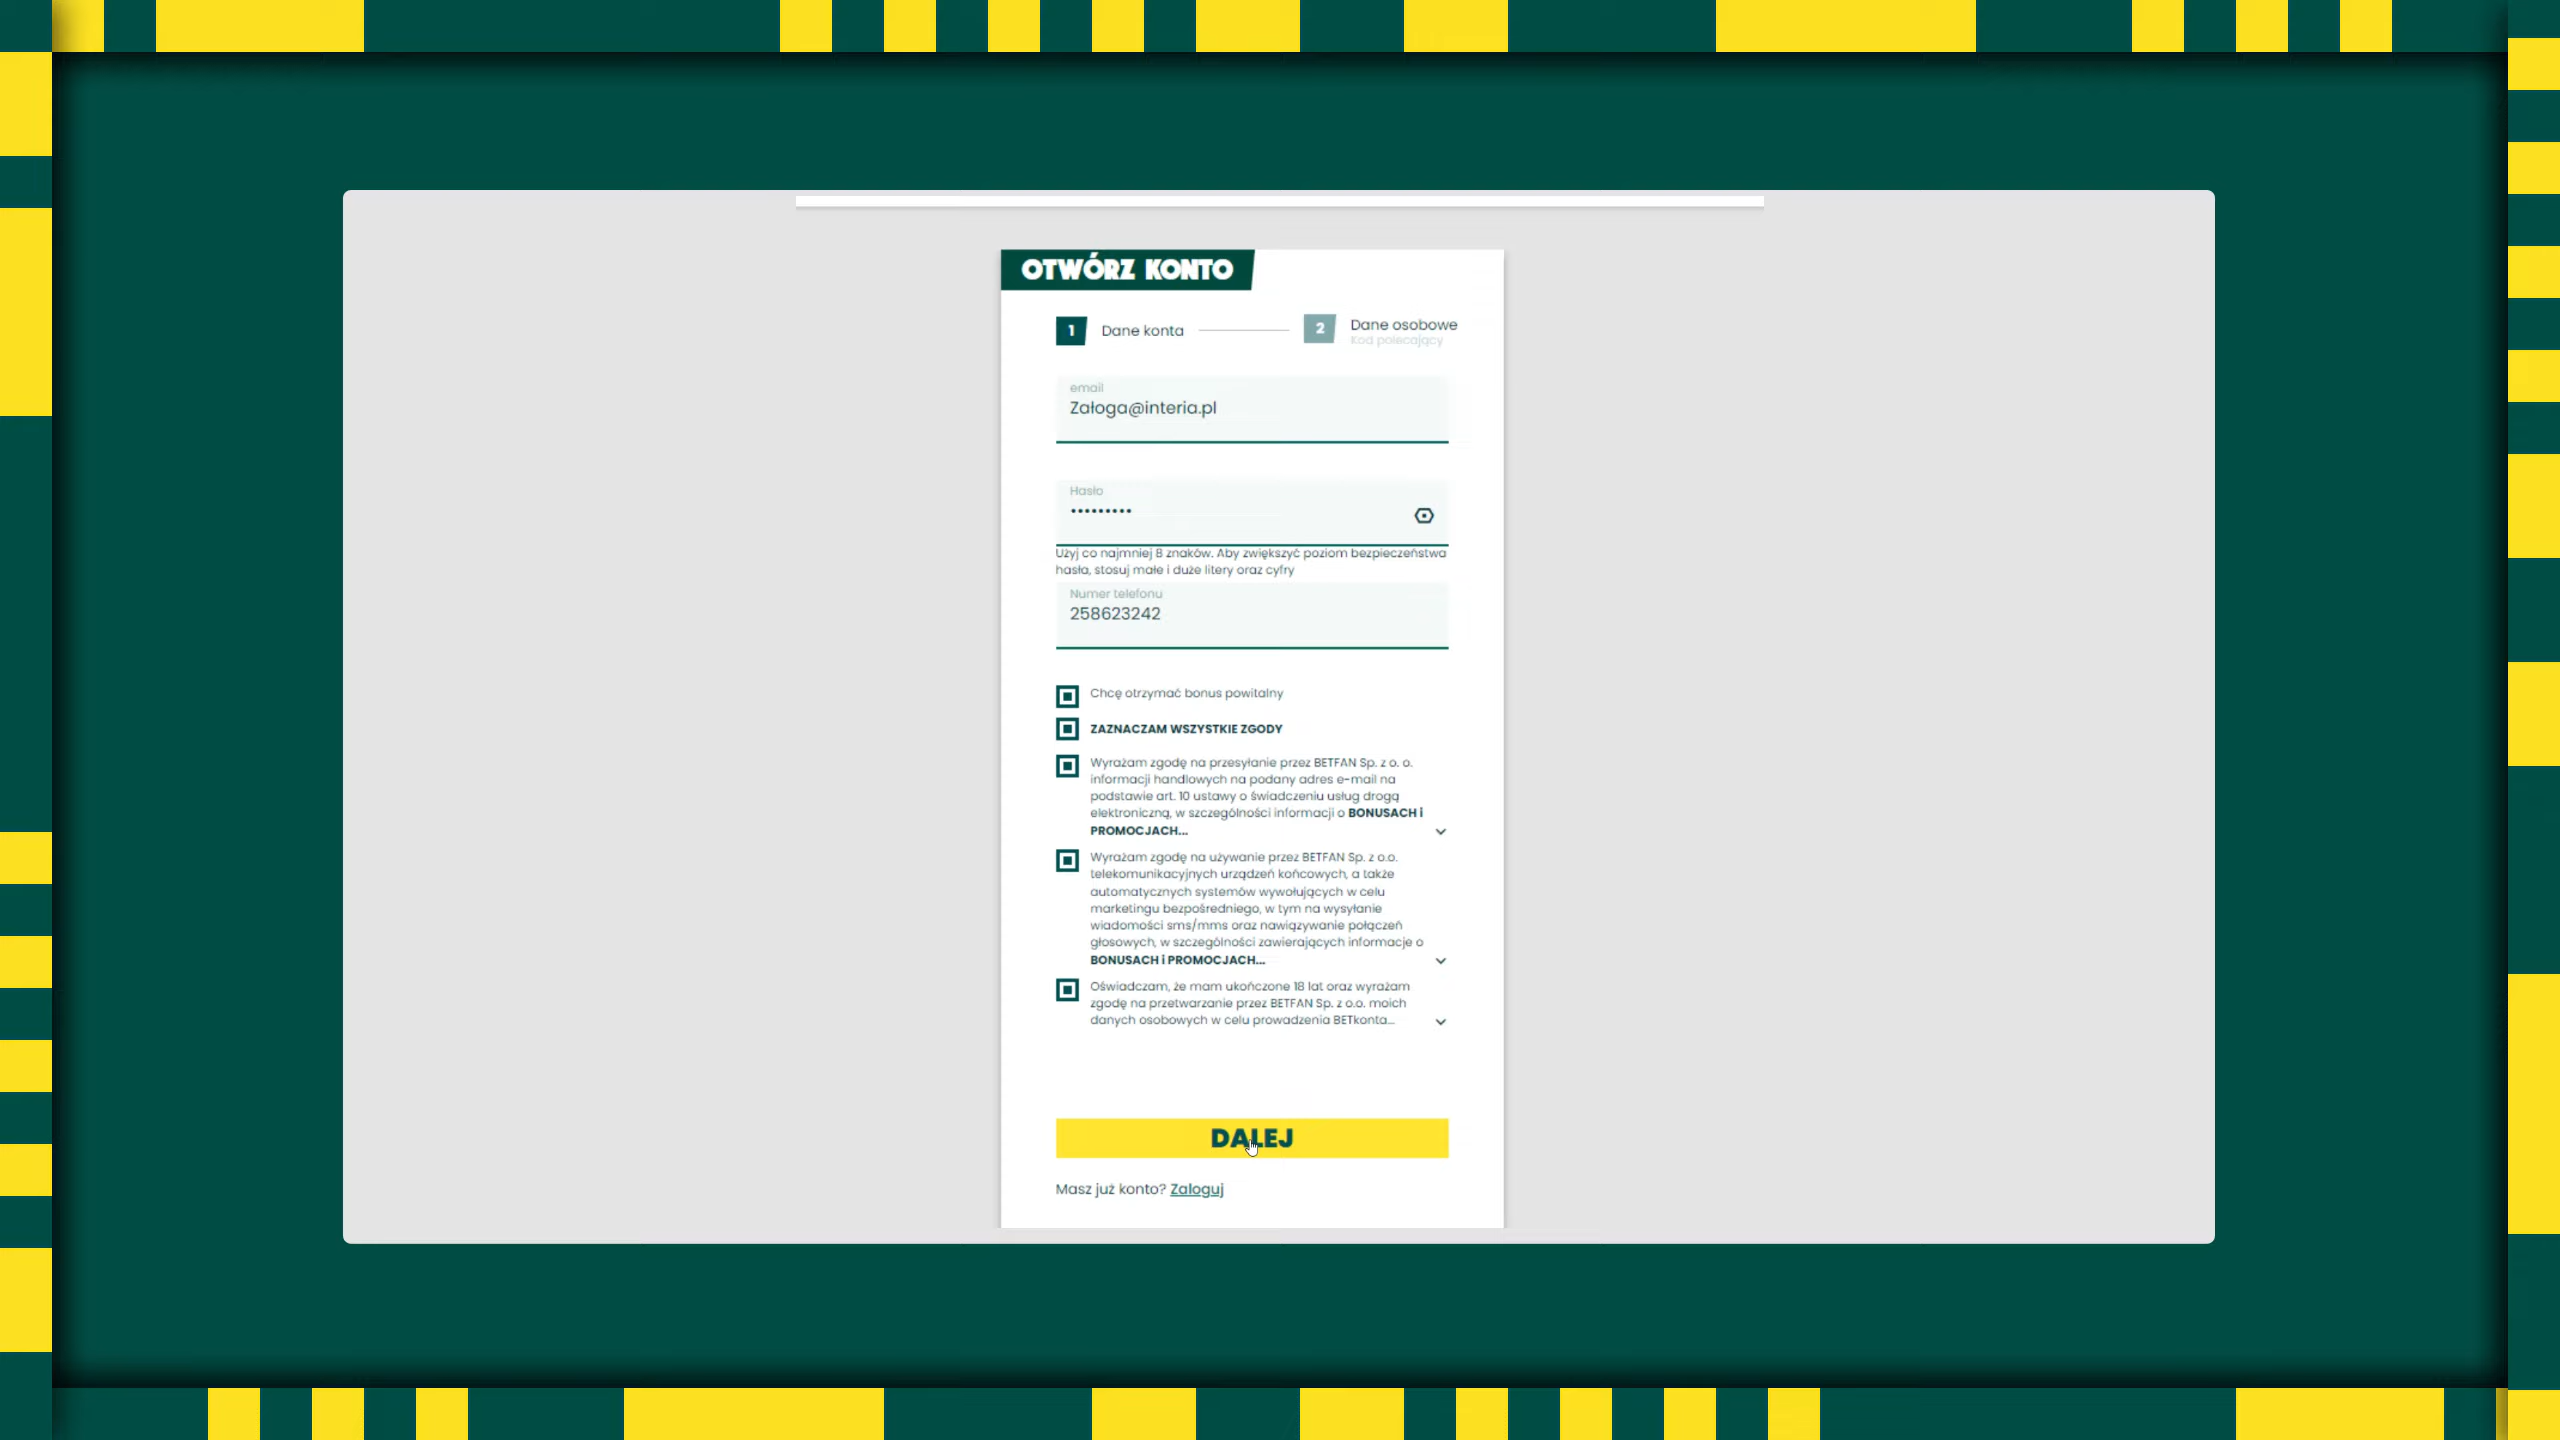 OTWÓRZ KONTO
1 Dane konta
2 Dane osobowe
Kod polecający
email
Załoga@interia.pl
Hasło
•••••••••
Użyj co najmniej 8 znaków. Aby zwiększyć poziom bezpieczeństwa
hasła, stosuj małe i duże litery oraz cyfry
Numer telefonu
258623242
Chcę otrzymać bonus powitalny
ZAZNACZAM WSZYSTKIE ZGODY
Wyrażam zgodę na przesyłanie przez BETFAN Sp. z o. o.
informacji handlowych na podany adres e-mail na
podstawie art. 10 ustawy o świadczeniu usług drogą
elektroniczną, w szczególności informacji o BONUSACH i
PROMOCJACH...
Wyrażam zgodę na używanie przez BETFAN Sp. z o.o.
telekomunikacyjnych urządzeń końcowych, a także
automatycznych systemów wywołujących w celu
marketingu bezpośredniego, w tym na wysyłanie
wiadomości sms/mms oraz nawiązywanie połączeń
głosowych, w szczególności zawierających informacje o
BONUSACH i PROMOCJACH...
Oświadczam, że mam ukończone 18 lat oraz wyrażam
zgodę na przetwarzanie przez BETFAN Sp. z o.o. moich
danych osobowych w celu prowadzenia BETkonta...
DALEJ
Masz już konto? Zaloguj